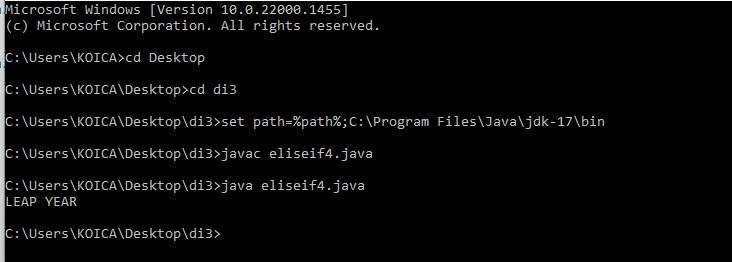 Microsoft Windows [Version 10.0.22000.1455]
(c) Microsoft Corporation. All rights reserved.
C:\Users\KOICA>cd Desktop
C:\Users\KOICA\Desktop>cd di3
C:\Users\KOICA\Desktop\di3>set path=%path%;C:\Program Files\Java\jdk-17\bin
C:\Users\KOICA\Desktop\di3>javac eliseif4.java
C:\Users\KOICA\Desktop\di3>java eliseif4.java
LEAP YEAR
C:\Users\KOICA\Desktop\di3>